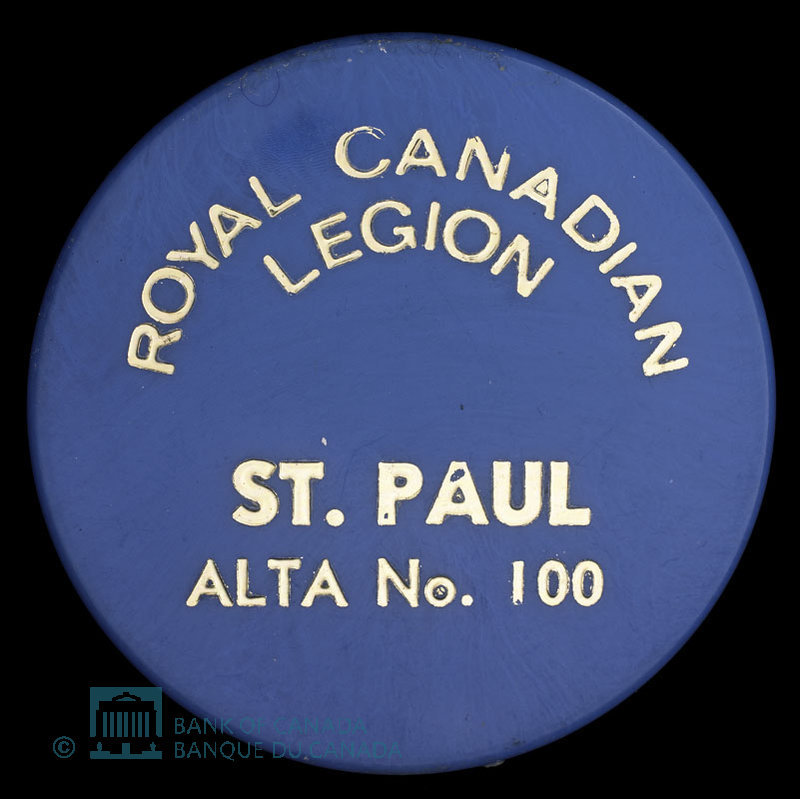 ROYAL CANADIAN
LEGION
ST. PAUL
ALTA No. 100
© BANK OF CANADA
BANQUE DU CANADA